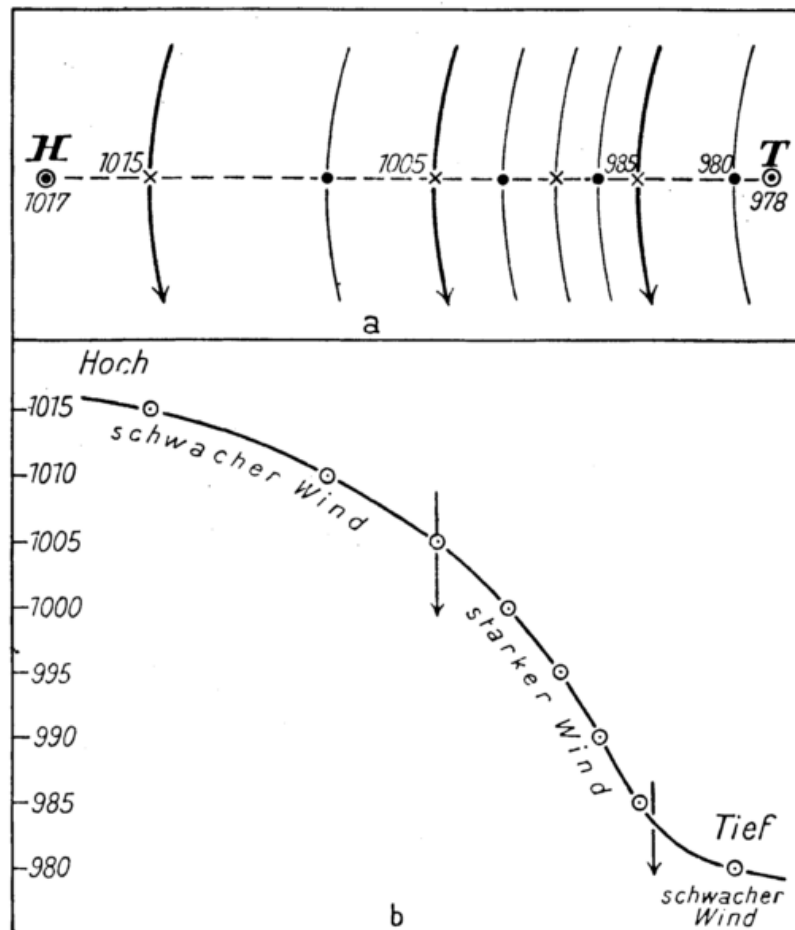 H
1015
1005
985
980
T
1017
978
a
Hoch
1015
schwacher Wind
1010
1005
1000
starker Wind
995
990
985
Tief
980
schwacher
Wind
b